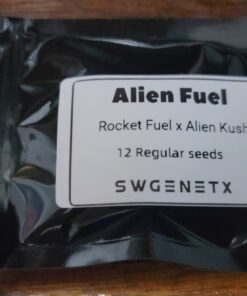 Alien Fuel
Rocket Fuel x Alien Kush
12 Regular seeds
SWGENETX